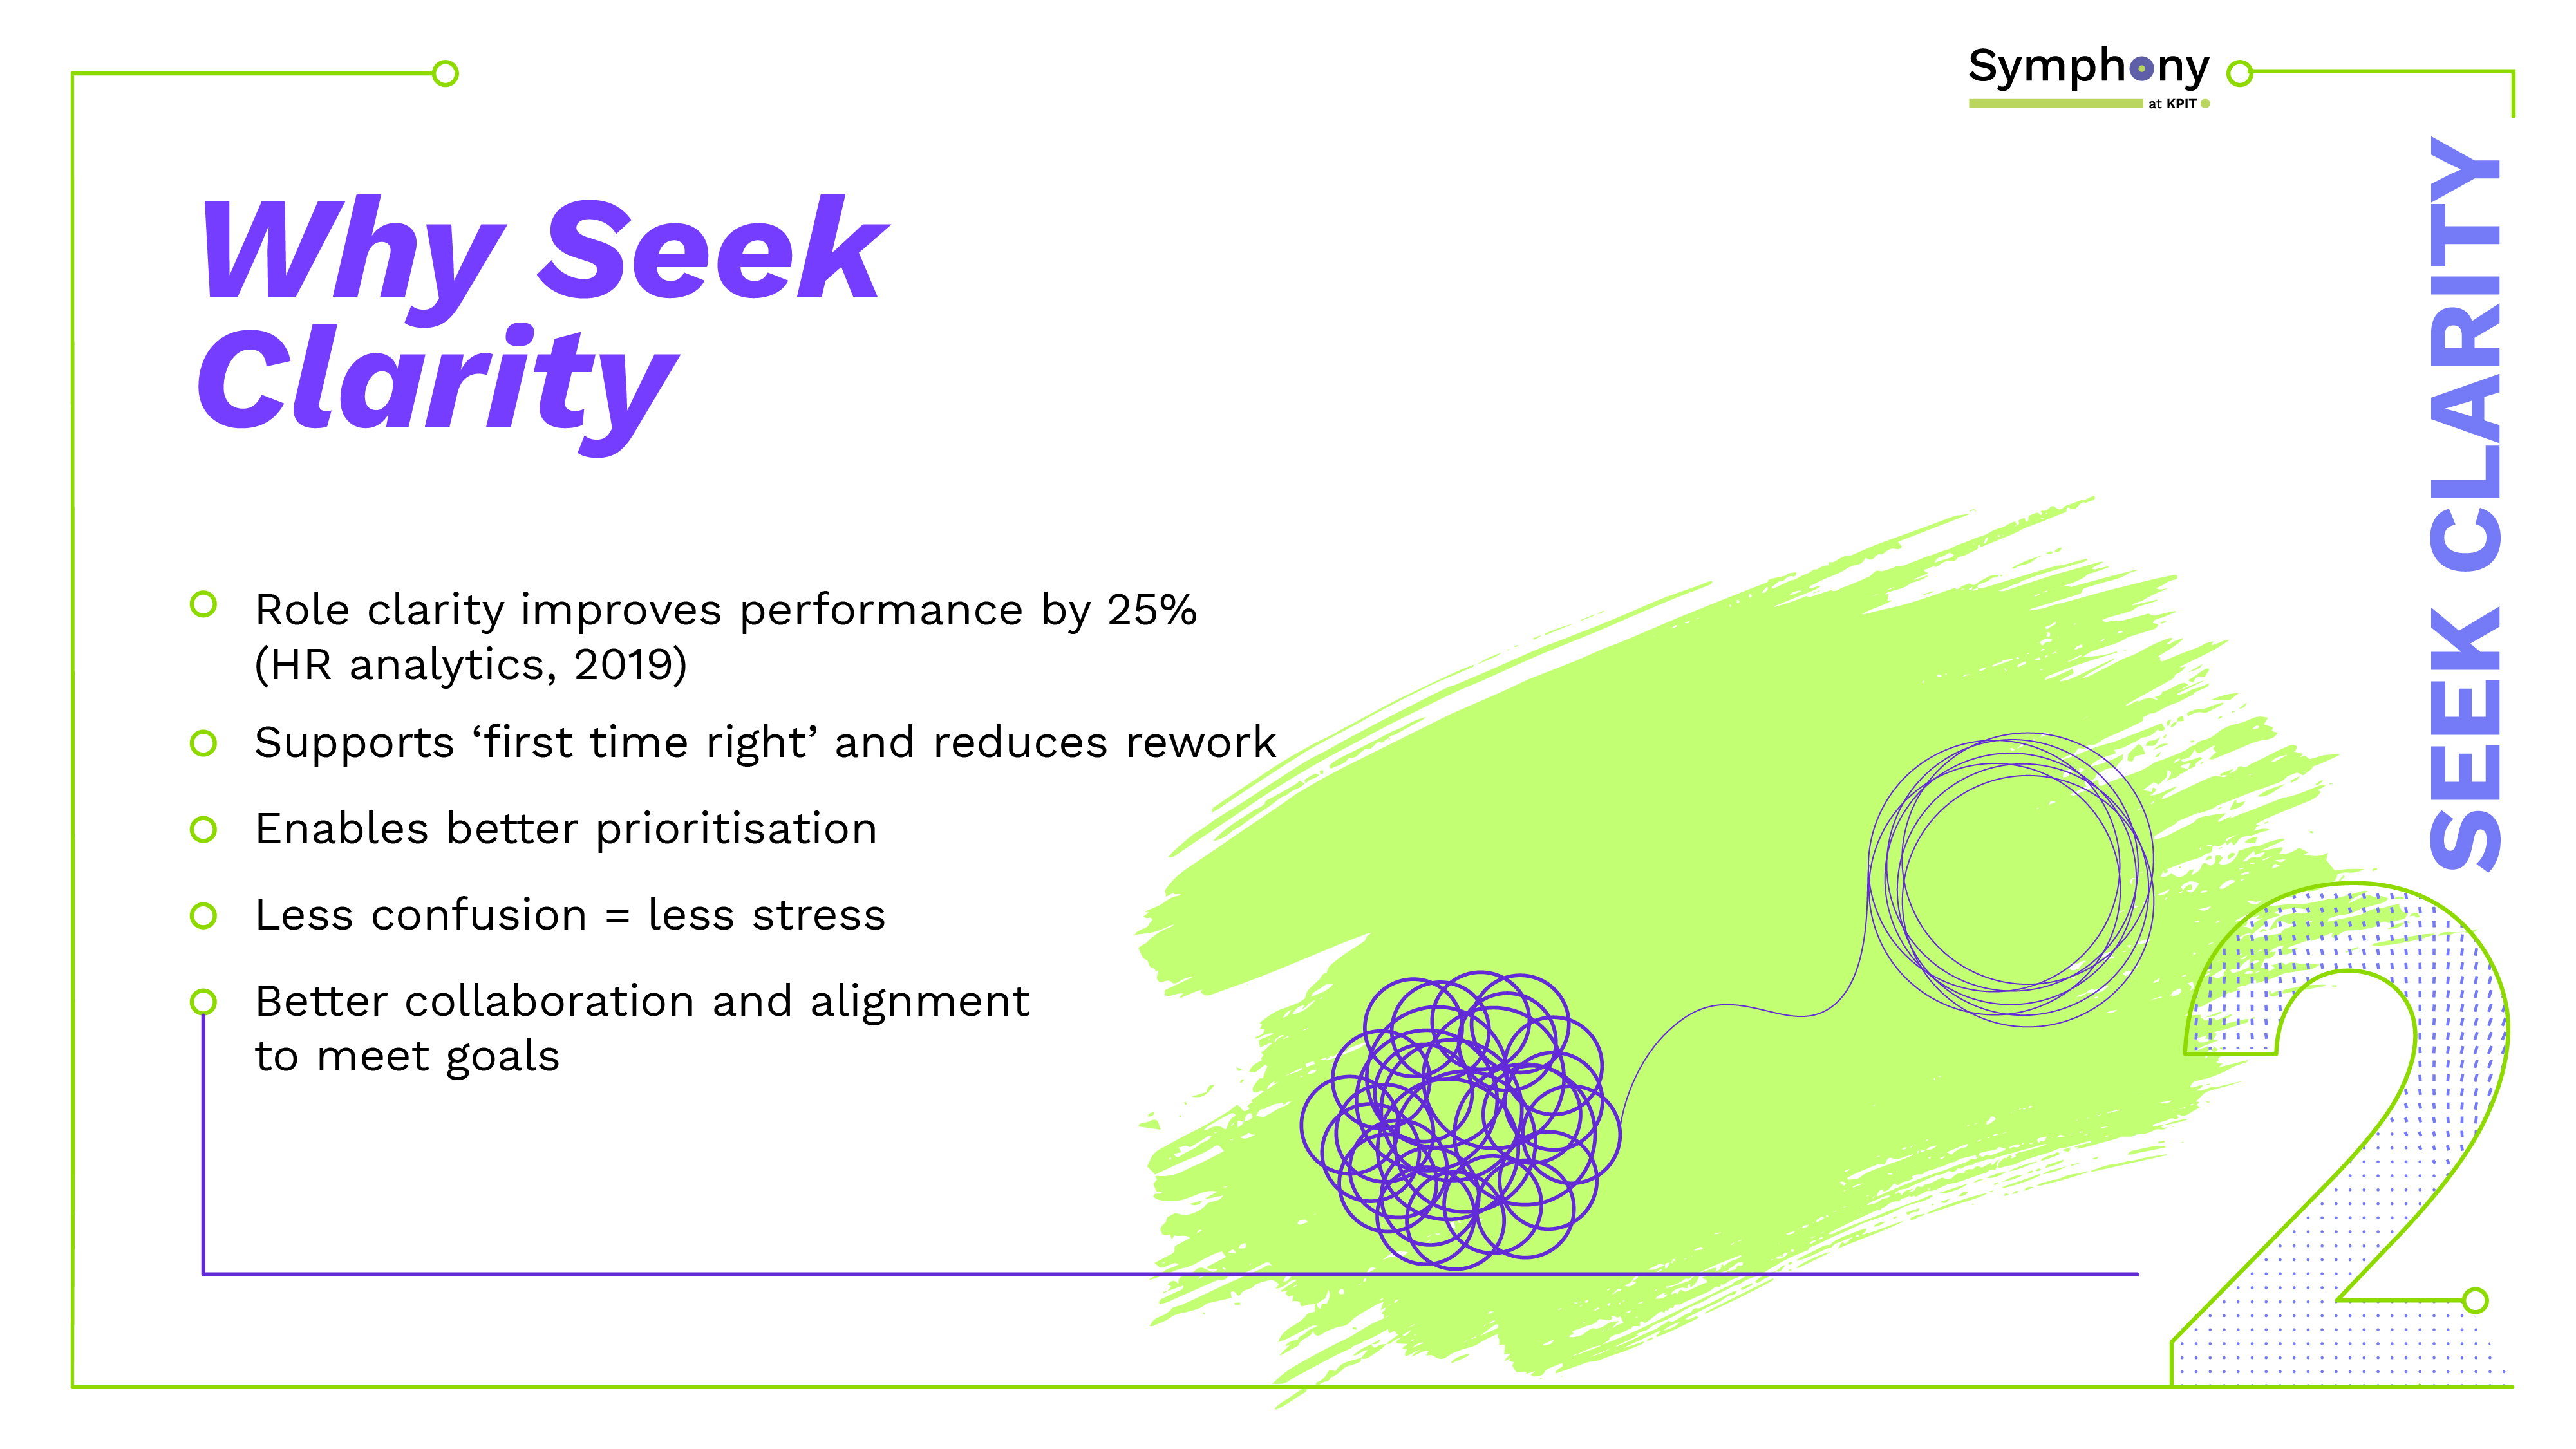 Symphony
at KPIT
Why Seek
Clarity
Role clarity improves performance by 25%
(HR analytics, 2019)
Supports ‘first time right’ and reduces rework
Enables better prioritisation
Less confusion = less stress
Better collaboration and alignment
to meet goals
SEEK CLARITY
2